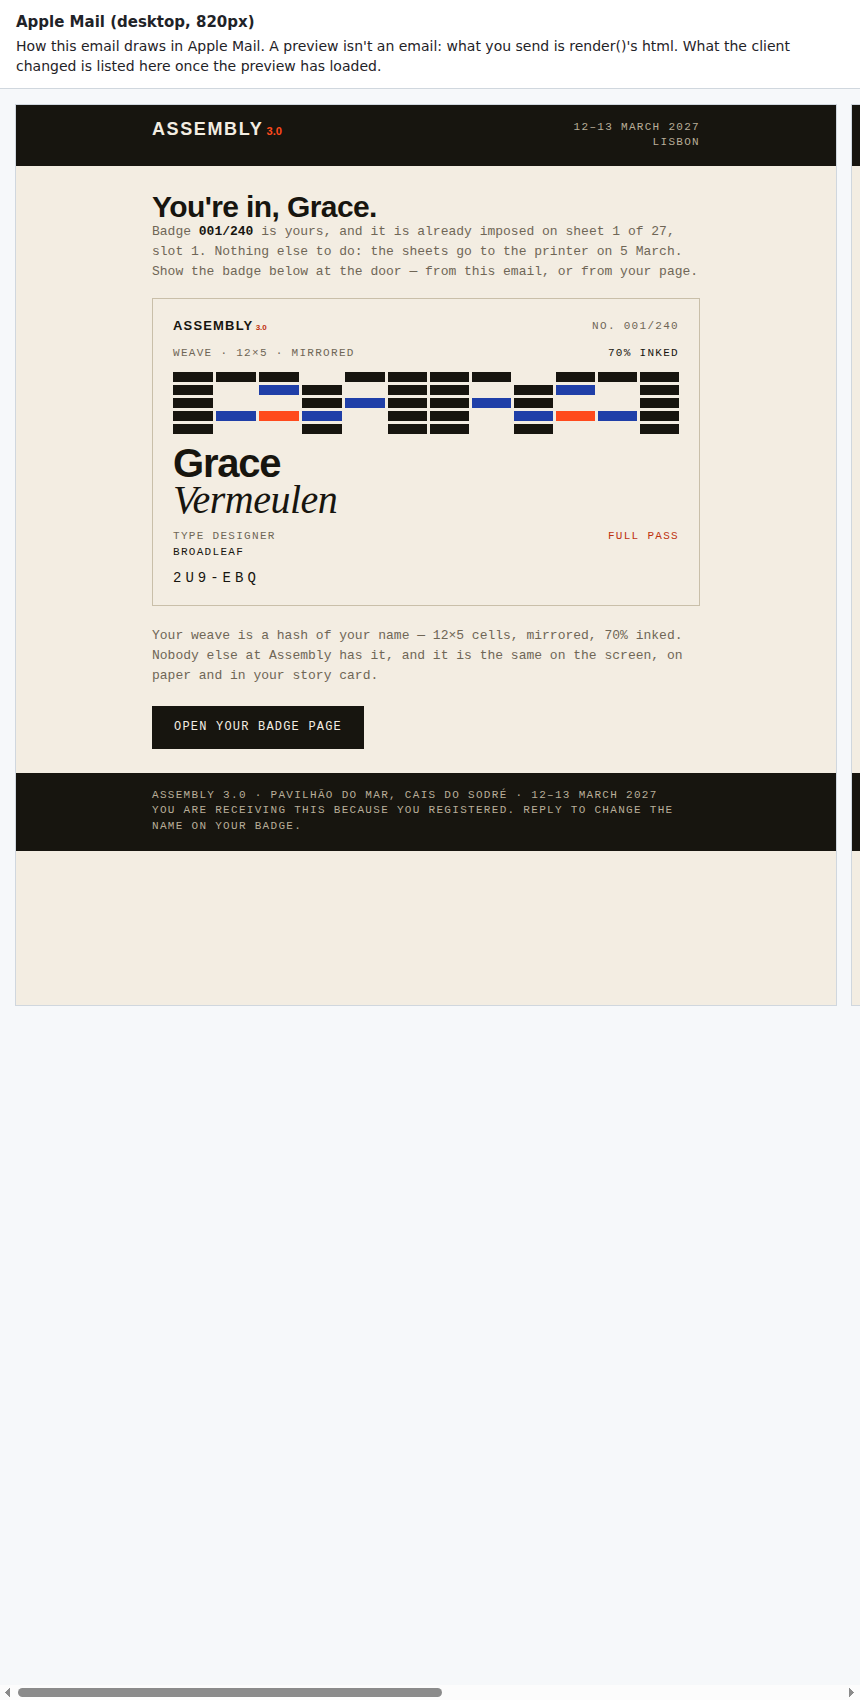 Apple Mail (desktop, 820px)
How this email draws in Apple Mail. A preview isn't an email: what you send is render()'s html. What the client
changed is listed here once the preview has loaded.
ASSEMBLY 3.0
12–13 MARCH 2027
LISBON
You're in, Grace.
Badge 001/240 is yours, and it is already imposed on sheet 1 of 27,
slot 1. Nothing else to do: the sheets go to the printer on 5 March.
Show the badge below at the door — from this email, or from your page.
ASSEMBLY 3.0
NO. 001/240
WEAVE · 12×5 · MIRRORED
70% INKED
Grace
Vermeulen
TYPE DESIGNER
FULL PASS
BROADLEAF
2U9-EBQ
Your weave is a hash of your name — 12×5 cells, mirrored, 70% inked.
Nobody else at Assembly has it, and it is the same on the screen, on
paper and in your story card.
OPEN YOUR BADGE PAGE
ASSEMBLY 3.0 · PAVILHÃO DO MAR, CAIS DO SODRÉ · 12–13 MARCH 2027
YOU ARE RECEIVING THIS BECAUSE YOU REGISTERED. REPLY TO CHANGE THE
NAME ON YOUR BADGE.